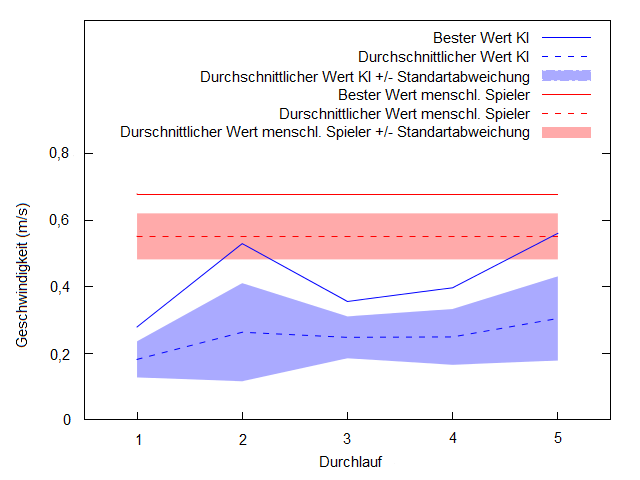 Bester Wert KI
Durchschnittlicher Wert KI
Durchschnittlicher Wert KI +/- Standartabweichung
Bester Wert menschl. Spieler
Durschnittlicher Wert menschl. Spieler
Durschnittlicher Wert menschl. Spieler +/- Standartabweichung
0,8
0,6
0,4
0,2
0
Geschwindigkeit (m/s)
1 2 3 4 5
Durchlauf